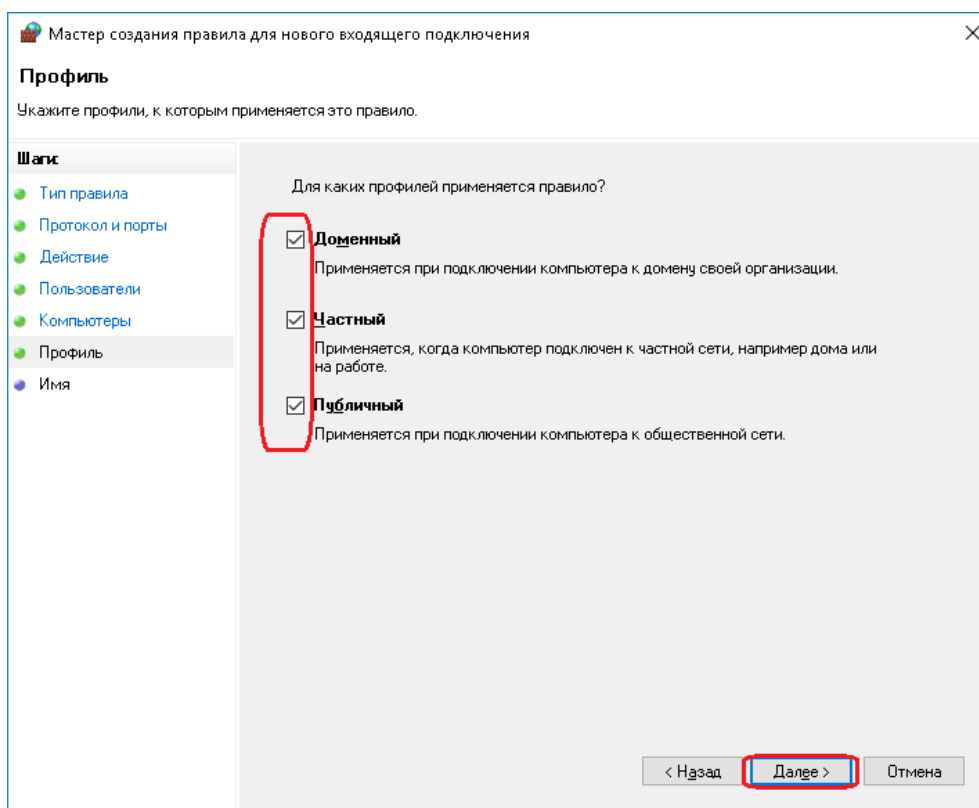 Мастер создания правила для нового входящего подключения
Профиль
Укажите профили, к которым применяется это правило.
Шаги:
Тип правила
Протокол и порты
Действие
Пользователи
Компьютеры
Профиль
Имя
Для каких профилей применяется правило?
Доменный
Применяется при подключении компьютера к домену своей организации.
Частный
Применяется, когда компьютер подключен к частной сети, например дома или
на работе.
Публичный
Применяется при подключении компьютера к общественной сети.
< Назад
Далее >
Отмена